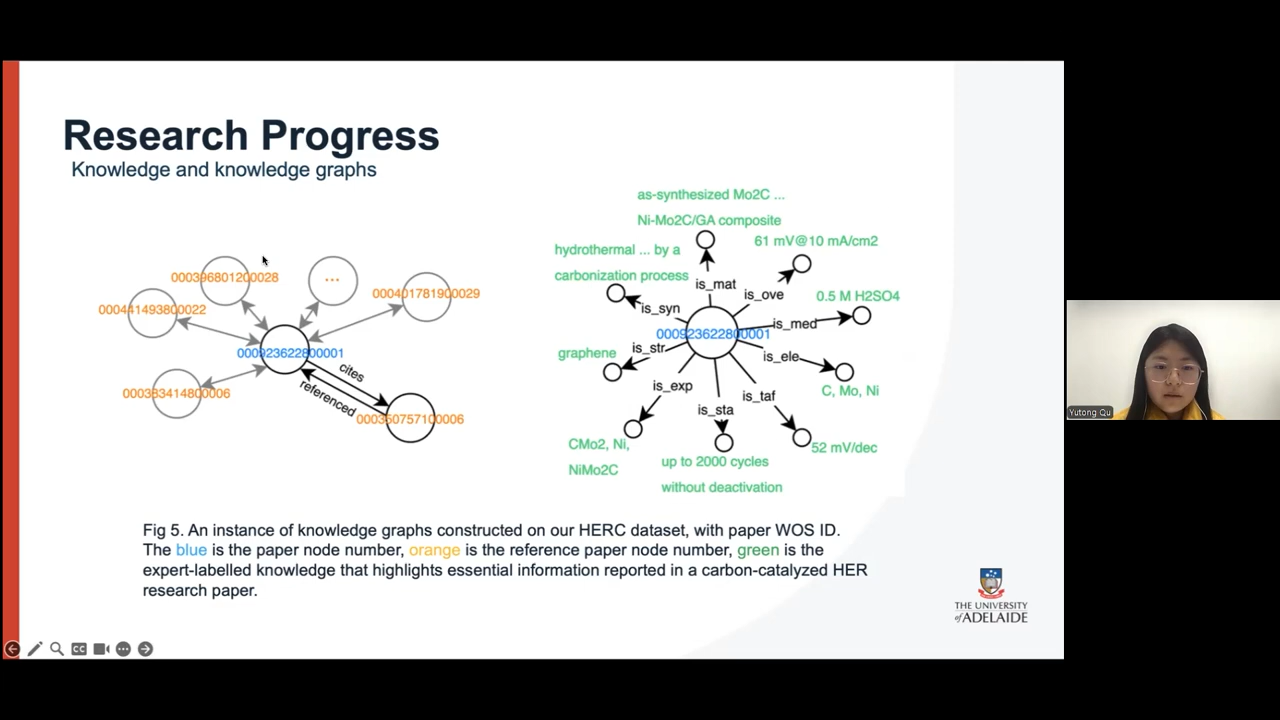 Research Progress
Knowledge and knowledge graphs
as-synthesized Mo2C ...
Ni-Mo2C/GA composite
hydrothermal ... by a
carbonization process
61 mV@10 mA/cm2
0.5 M H2SO4
C, Mo, Ni
52 mV/dec
up to 2000 cycles
without deactivation
CMo2, Ni,
NiMo2C
graphene
is_mat
is_ove
is_med
is_ele
is_taf
is_sta
is_exp
is_str
is_syn
000923622800001
000396801200028
...
000401781900029
000441493800022
000923622800001
cites
referenced
000383414800006
000360757100006
Fig 5. An instance of knowledge graphs constructed on our HERC dataset, with paper WOS ID.
The blue is the paper node number, orange is the reference paper node number, green is the
expert-labelled knowledge that highlights essential information reported in a carbon-catalyzed HER
research paper.
THE UNIVERSITY
of ADELAIDE
CC
Yutong Qu